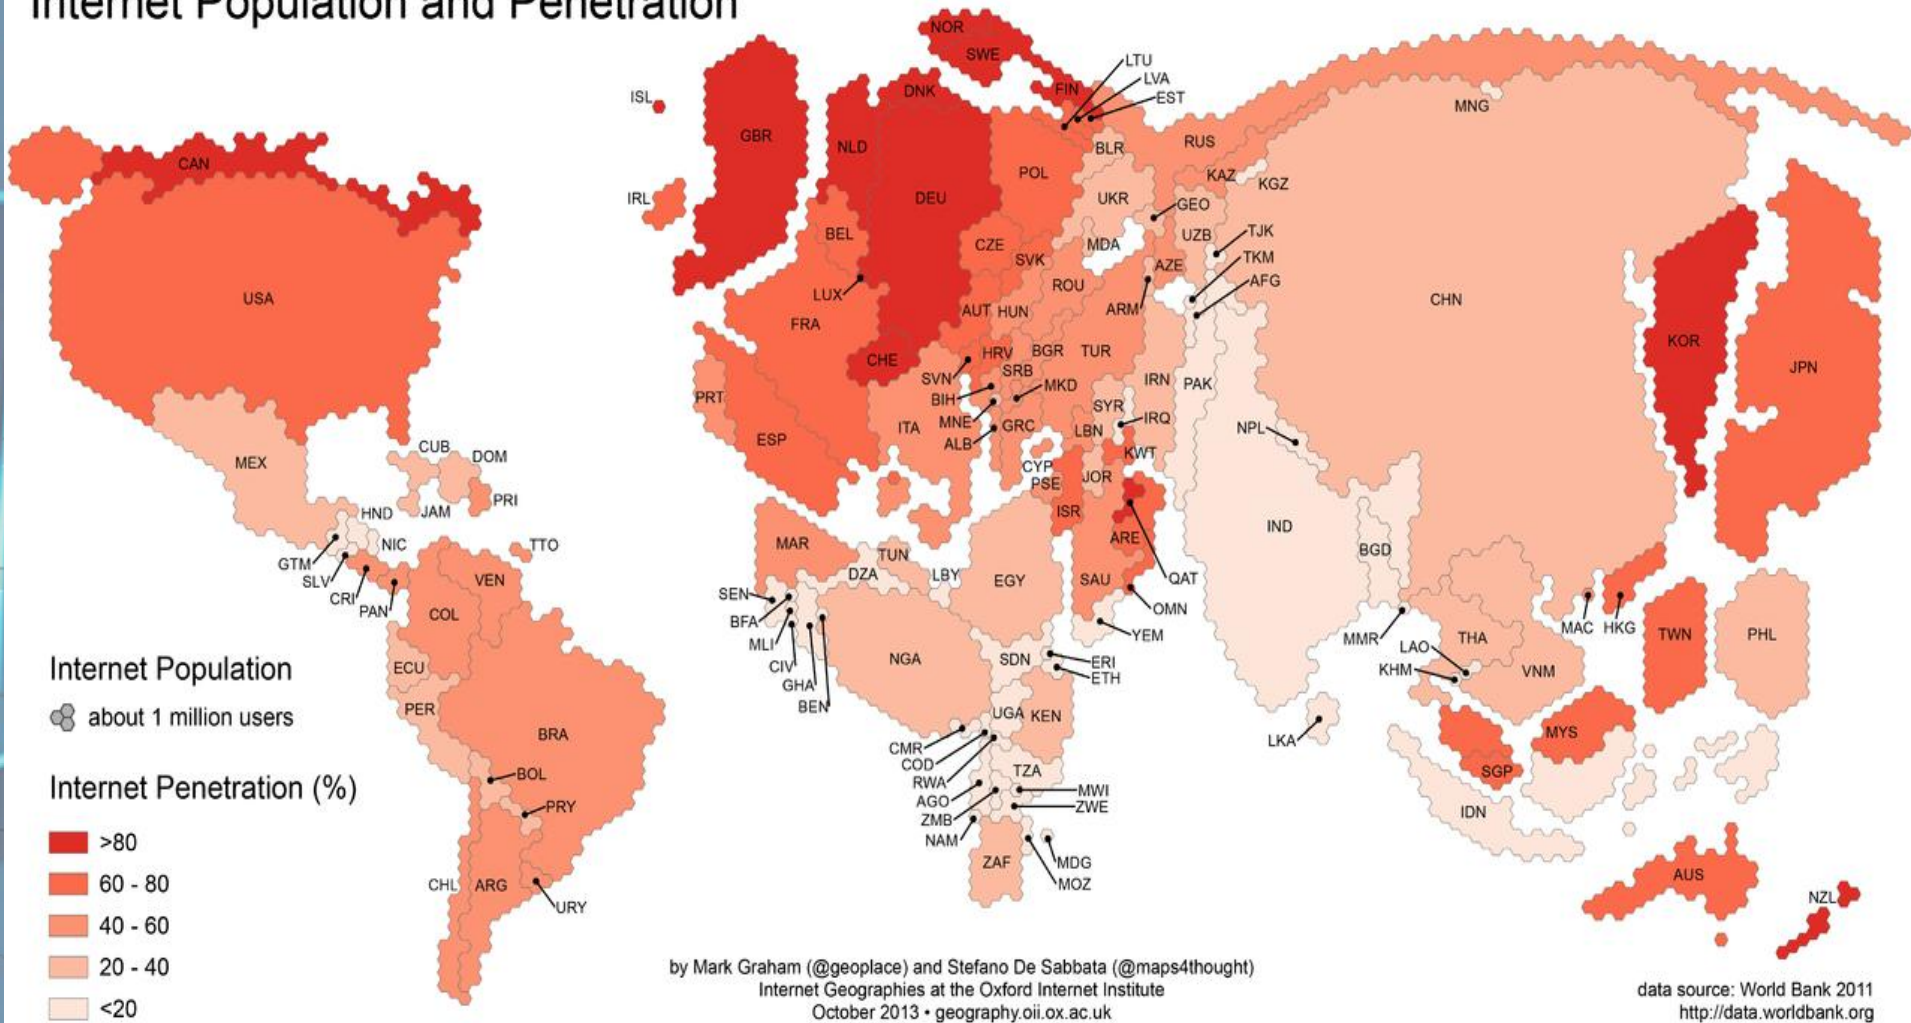 Internet Population and Penetration
NOR
SWE
FIN
LTU
LVA
EST
ISL
GBR
IRL
DNK
NLD
DEU
POL
BLR
UKR
RUS
MNG
KAZ
KGZ
GEO
UZB
TJK
TKM
AFG
BEL
LUX
FRA
CZE
SVK
MDA
ROU
AZE
ARM
AUT
HUN
CHE
SVN
HRV
BGR
TUR
SRB
BIH
MKD
MNE
ALB
GRC
PRT
ESP
ITA
IRN
PAK
SYR
IRQ
LBN
KWT
CYP
PSE
JOR
ISR
ARE
SAU
QAT
OMN
YEM
CHN
KOR
JPN
NPL
IND
BGD
MMR
LAO
KHM
THA
VNM
MAC
HKG
TWN
PHL
LKA
MYS
SGP
IDN
AUS
NZL
CAN
USA
MEX
CUB
DOM
PRI
JAM
HND
NIC
GTM
SLV
CRI
PAN
TTO
VEN
COL
ECU
PER
BRA
BOL
PRY
CHL
ARG
URY
MAR
TUN
DZA
LBY
EGY
SEN
BFA
MLI
CIV
GHA
BEN
NGA
SDN
ERI
ETH
UGA
KEN
CMR
COD
RWA
TZA
AGO
MWI
ZMB
ZWE
NAM
ZAF
MDG
MOZ
Internet Population
about 1 million users
Internet Penetration (%)
>80
60 - 80
40 - 60
20 - 40
<20
by Mark Graham (@geoplace) and Stefano De Sabbata (@maps4thought)
Internet Geographies at the Oxford Internet Institute
October 2013 • geography.oii.ox.ac.uk
data source: World Bank 2011
http://data.worldbank.org